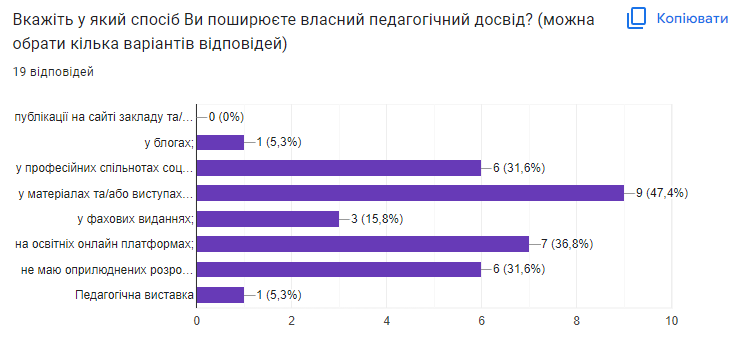 Вкажіть у який спосіб Ви поширюєте власний педагогічний досвід? (можна
обрати кілька варіантів відповідей)
Копіювати
19 відповідей
публікації на сайті закладу та/…
0 (0%)
у блогах;
1 (5,3%)
у професійних спільнотах соц…
6 (31,6%)
у матеріалах та/або виступах…
9 (47,4%)
у фахових виданнях;
3 (15,8%)
на освітніх онлайн платформах;
7 (36,8%)
не маю оприлюднених розро…
6 (31,6%)
Педагогічна виставка
1 (5,3%)
0 2 4 6 8 10